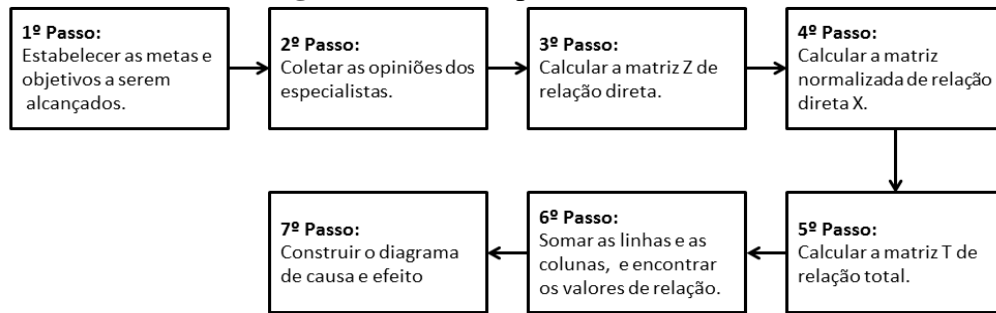 1º Passo:
Estabelecer as metas e
objetivos a serem
alcançados.
2º Passo:
Coletar as opiniões dos
especialistas.
3º Passo:
Calcular a matriz Z de
relação direta.
4º Passo:
Calcular a matriz
normalizada de relação
direta X.
5º Passo:
Calcular a matriz T de
relação total.
6º Passo:
Somar as linhas e as
colunas, e encontrar
os valores de relação.
7º Passo:
Construir o diagrama
de causa e efeito